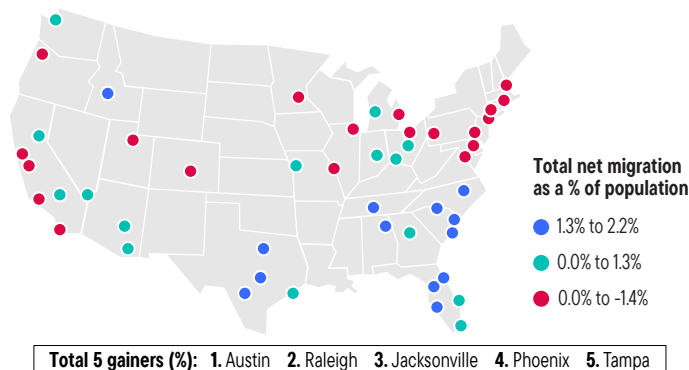 Total net migration
as a % of population
1.3% to 2.2%
0.0% to 1.3%
0.0% to -1.4%
Total 5 gainers (%): 1. Austin 2. Raleigh 3. Jacksonville 4. Phoenix 5. Tampa